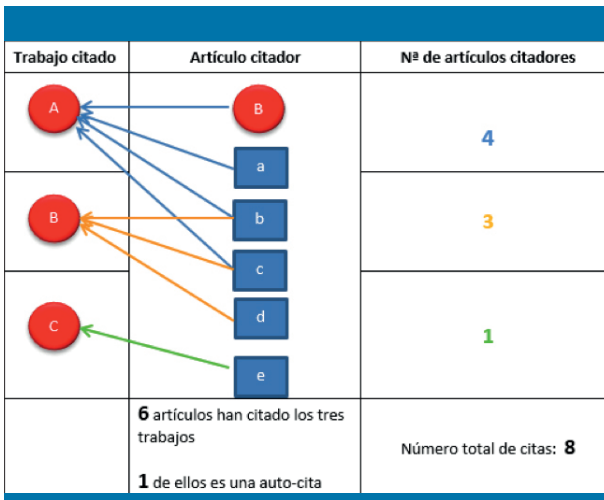 Trabajo citado
Artículo citador
Nª de artículos citadores
A
B
4
a
B
b
3
c
d
C
1
e
6 artículos han citado los tres
trabajos
1 de ellos es una auto-cita
Número total de citas: 8